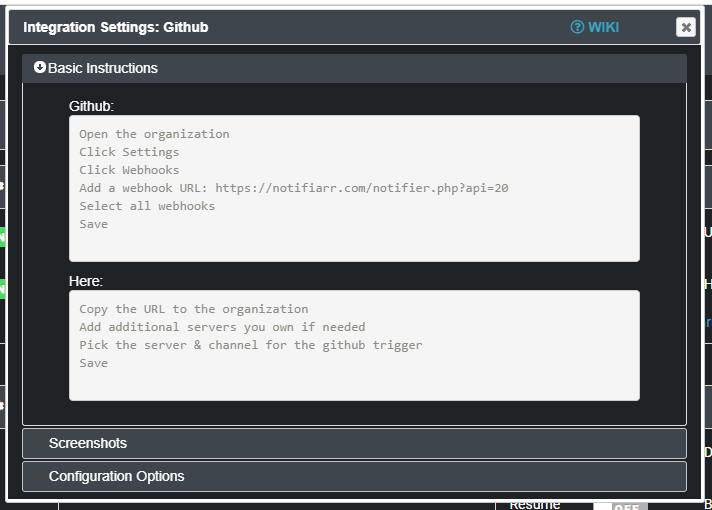 Integration Settings: Github
WIKI
Basic Instructions
Github:
Open the organization
Click Settings
Click Webhooks
Add a webhook URL: https://notifiarr.com/notifier.php?api=20
Select all webhooks
Save
Here:
Copy the URL to the organization
Add additional servers you own if needed
Pick the server & channel for the github trigger
Save
Screenshots
Configuration Options
Resume
OFF